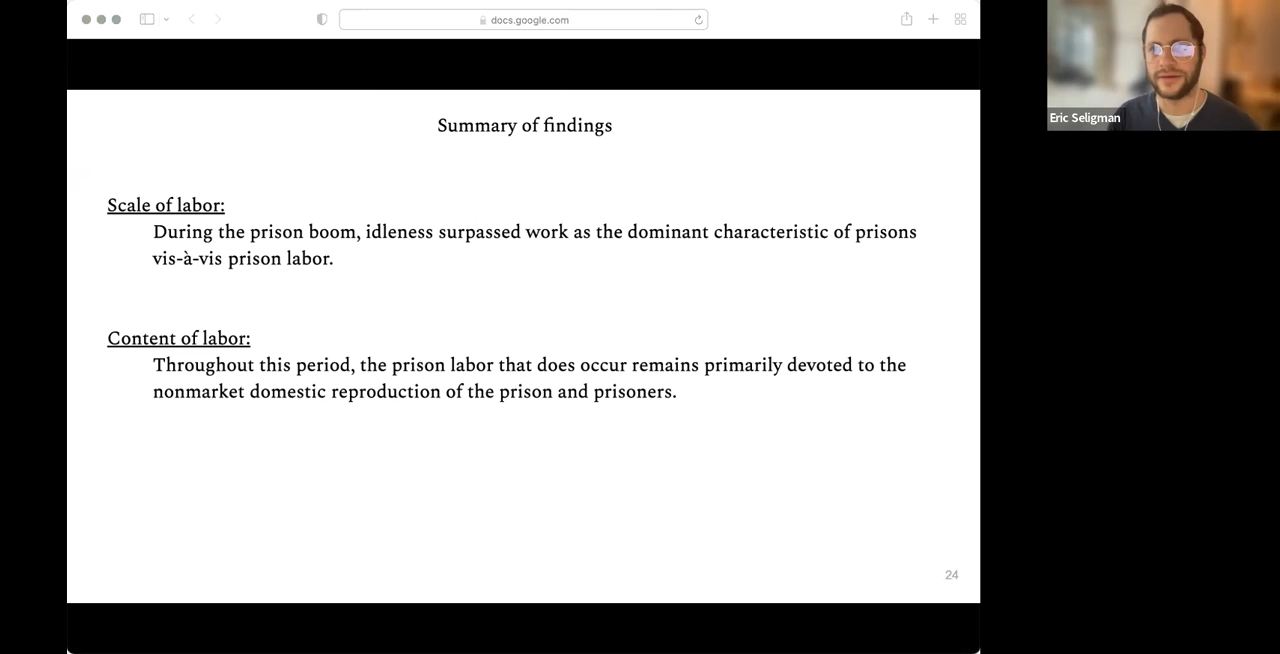 docs.google.com
Eric Seligman
Summary of findings
Scale of labor:
During the prison boom, idleness surpassed work as the dominant characteristic of prisons
vis-à-vis prison labor.
Content of labor:
Throughout this period, the prison labor that does occur remains primarily devoted to the
nonmarket domestic reproduction of the prison and prisoners.
24